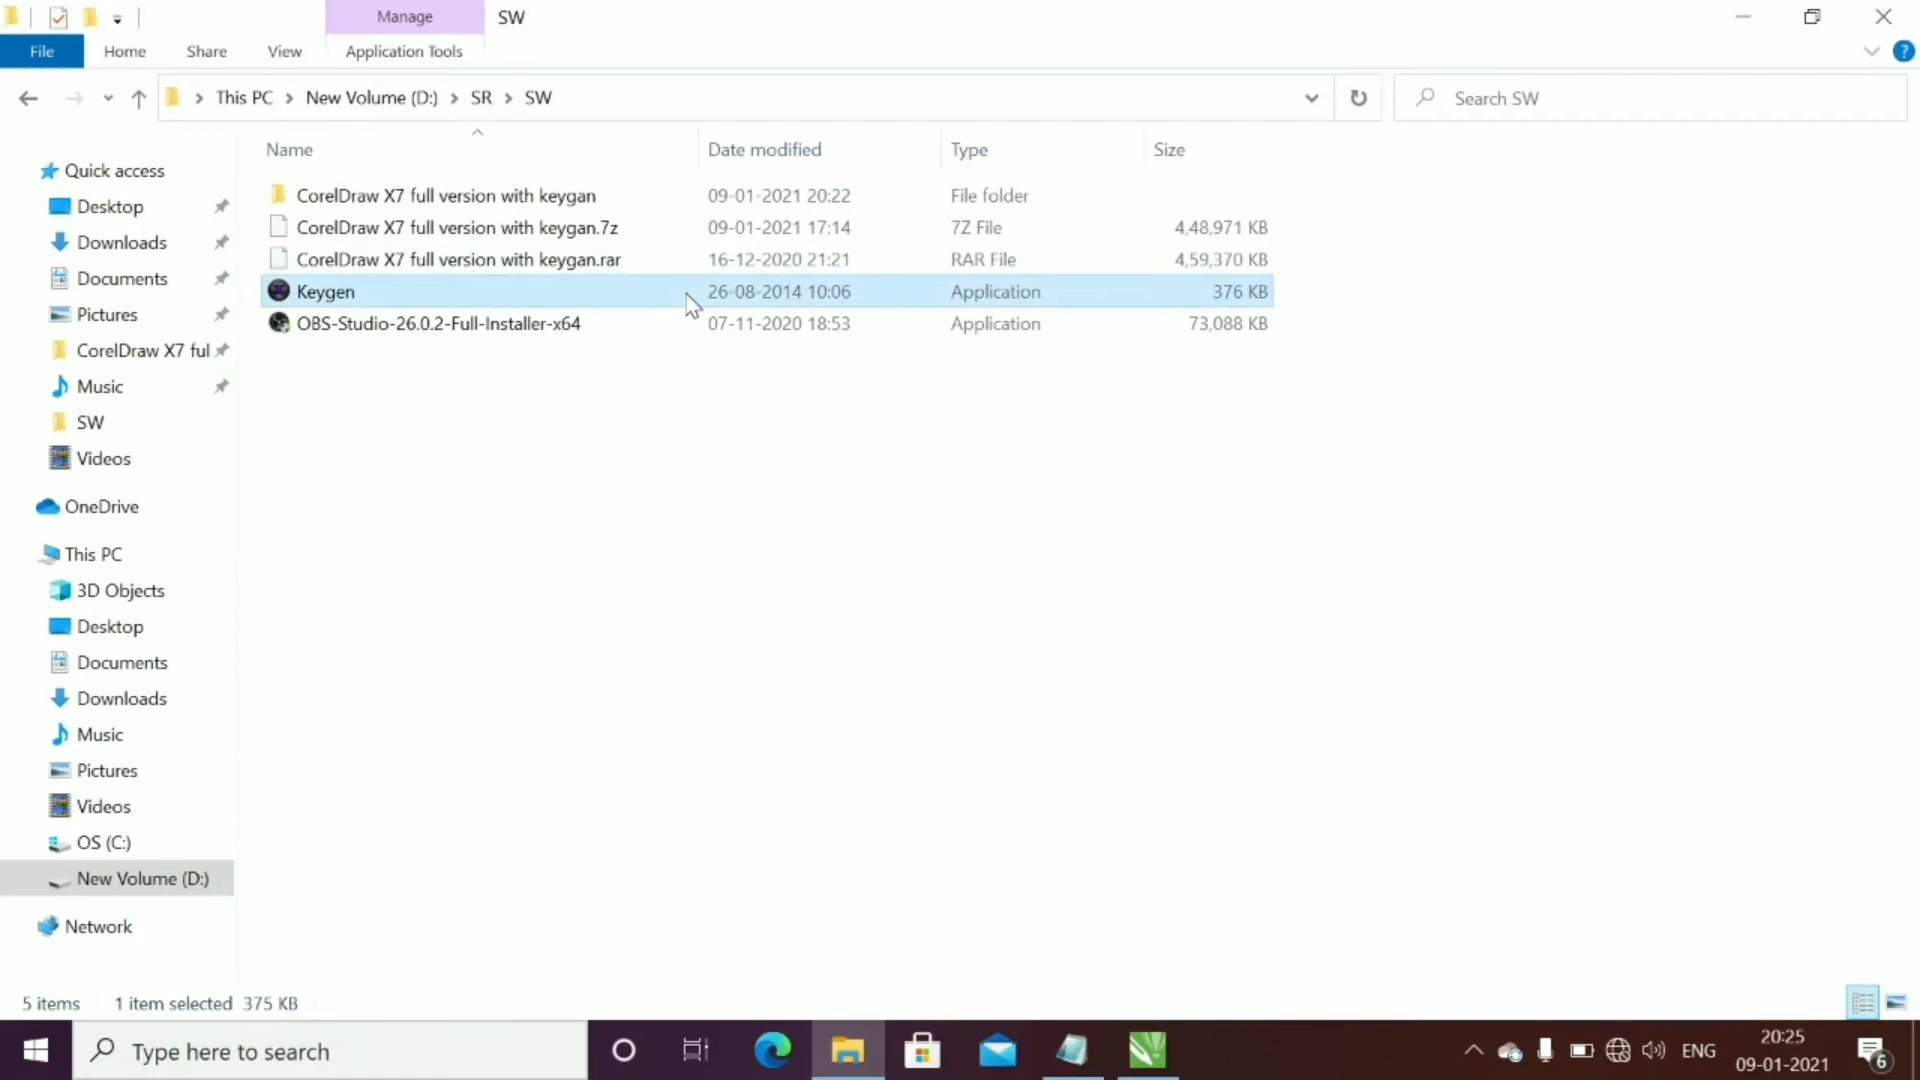 Manage
SW
File
Home
Share
View
Application Tools
?
This PC
New Volume (D:)
SR
SW
Search SW
Name
Date modified
Type
Size
CorelDraw X7 full version with keygan
09-01-2021 20:22
File folder
CorelDraw X7 full version with keygan.7z
09-01-2021 17:14
7Z File
4,48,971 KB
CorelDraw X7 full version with keygan.rar
16-12-2020 21:21
RAR File
4,59,370 KB
Keygen
26-08-2014 10:06
Application
376 KB
OBS-Studio-26.0.2-Full-Installer-x64
07-11-2020 18:53
Application
73,088 KB
Quick access
Desktop
Downloads
Documents
Pictures
CorelDraw X7 ful
Music
SW
Videos
OneDrive
This PC
3D Objects
Desktop
Documents
Downloads
Music
Pictures
Videos
OS (C:)
New Volume (D:)
Network
5 items
1 item selected 375 KB
Type here to search
ENG
20:25
09-01-2021
6